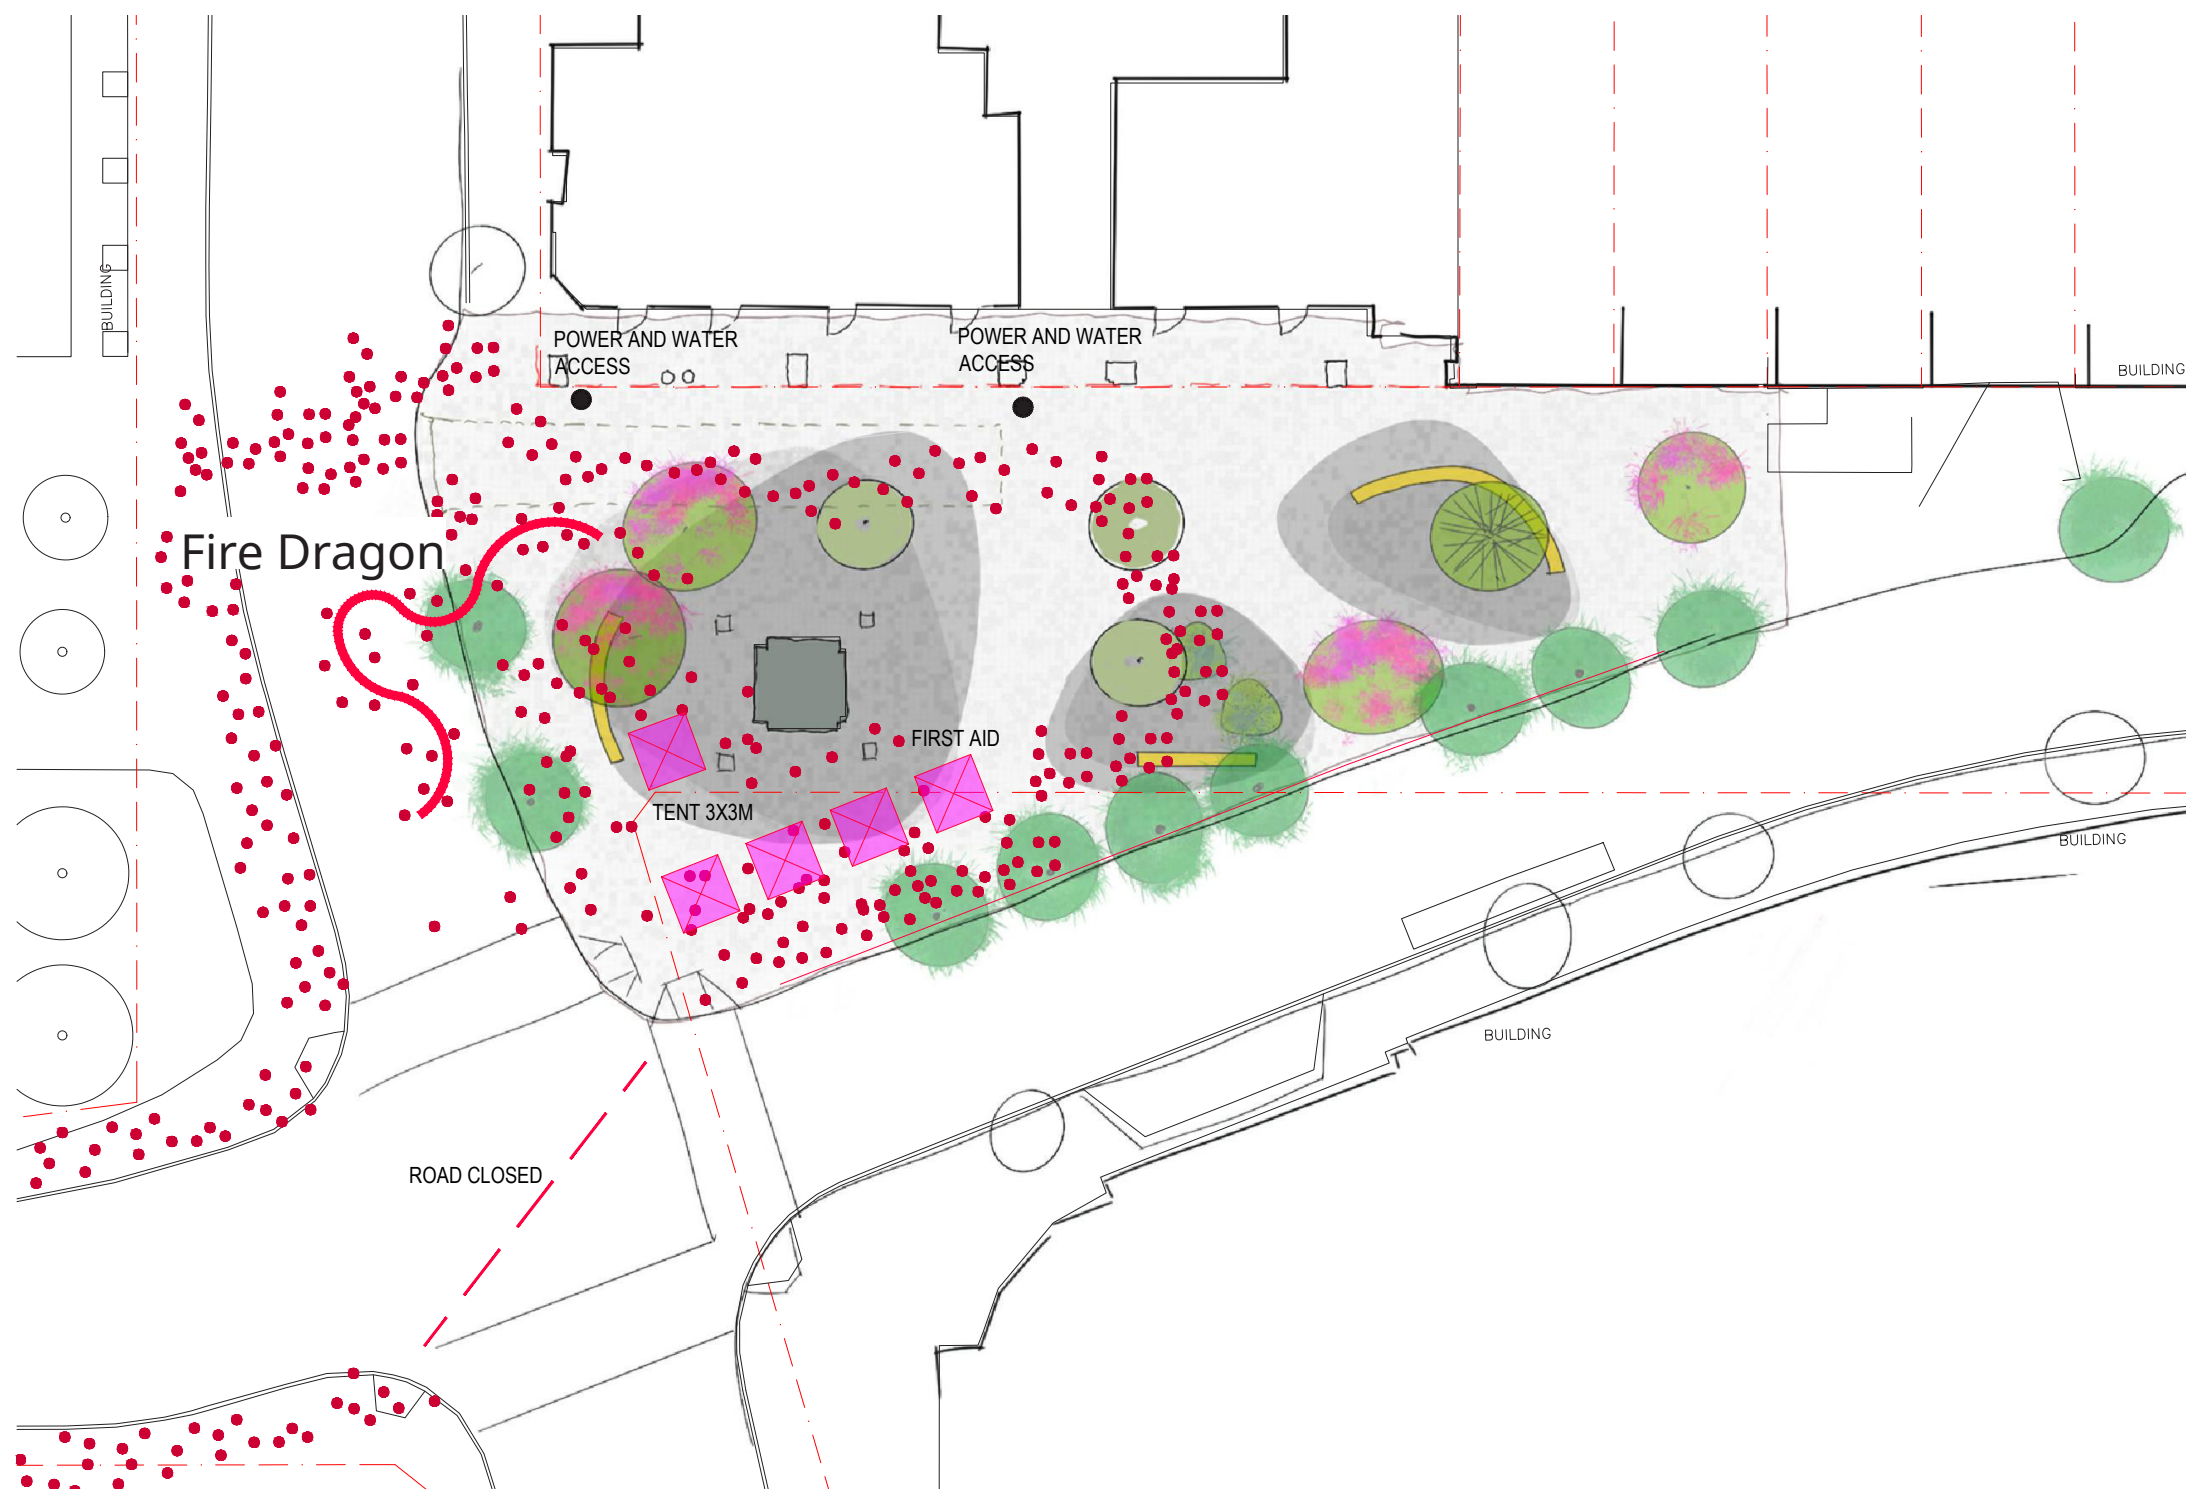 BUILDING
POWER AND WATER
ACCESS
POWER AND WATER
ACCESS
BUILDING
Fire Dragon
FIRST AID
TENT 3X3M
BUILDING
BUILDING
ROAD CLOSED